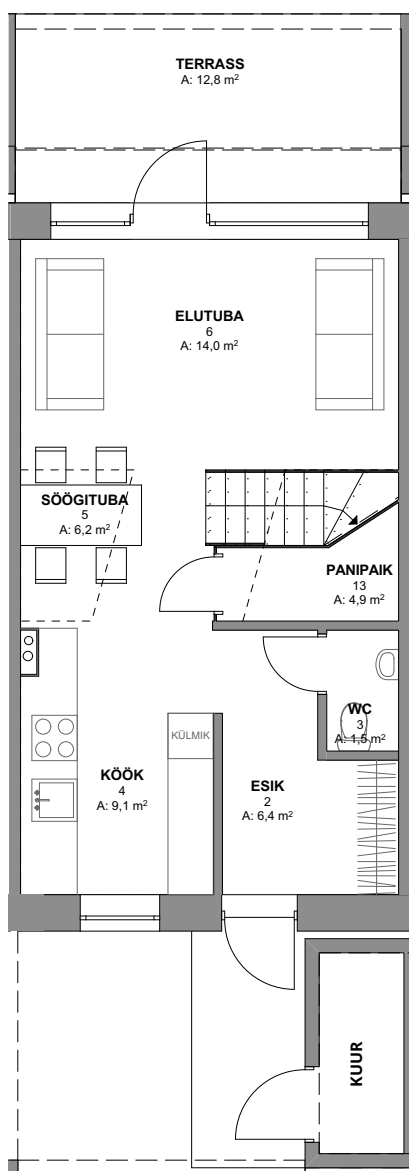 TERRASS
A: 12,8 m²
ELUTUBA
6
A: 14,0 m²
SÖÖGITUBA
5
A: 6,2 m²
PANIPAIK
13
A: 4,9 m²
WC
3
A: 1,5 m²
KÜLMIK
KÖÖK
4
A: 9,1 m²
ESIK
2
A: 6,4 m²
KUUR